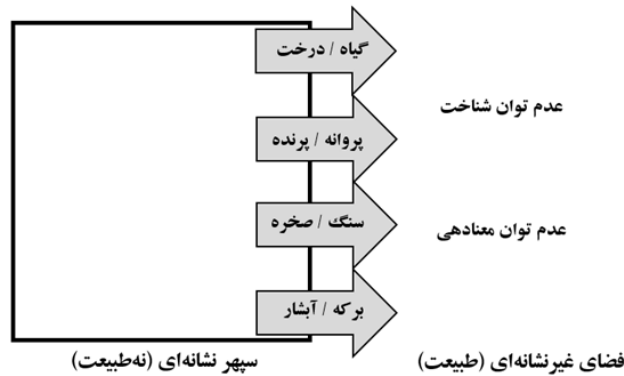 گیاه / درخت
عدم توان شناخت
پروانه / پرنده
سنگ / صخره
عدم توان معنادهی
برکه / آبشار
فضای غیرنشانه‌ای (طبیعت)
سپهر نشانه‌ای (نه‌طبیعت)